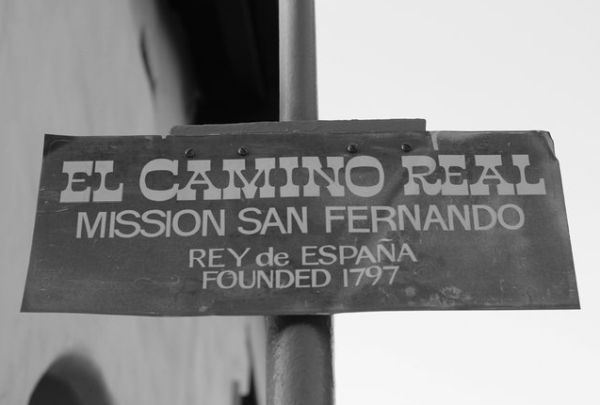 EL CAMINO REAL
MISSION SAN FERNANDO
REY de ESPAÑA
FOUNDED 1797